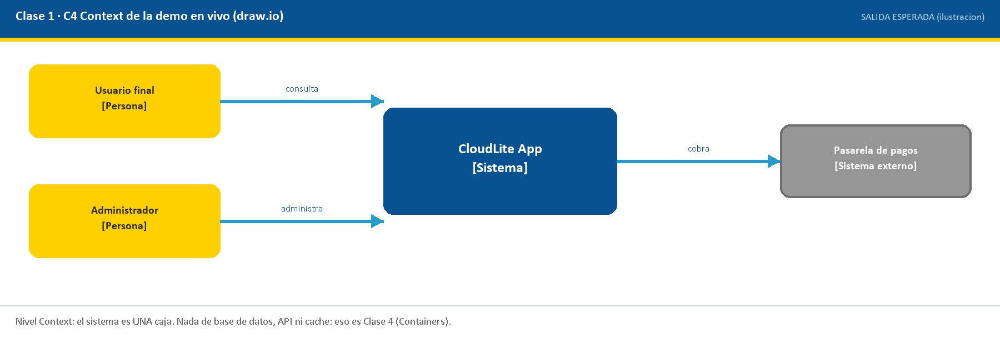 Clase 1 · C4 Context de la demo en vivo (draw.io)
SALIDA ESPERADA (ilustracion)
Usuario final
[Persona]
consulta
CloudLite App
[Sistema]
cobra
Pasarela de pagos
[Sistema externo]
Administrador
[Persona]
administra
Nivel Context: el sistema es UNA caja. Nada de base de datos, API ni cache: eso es Clase 4 (Containers).